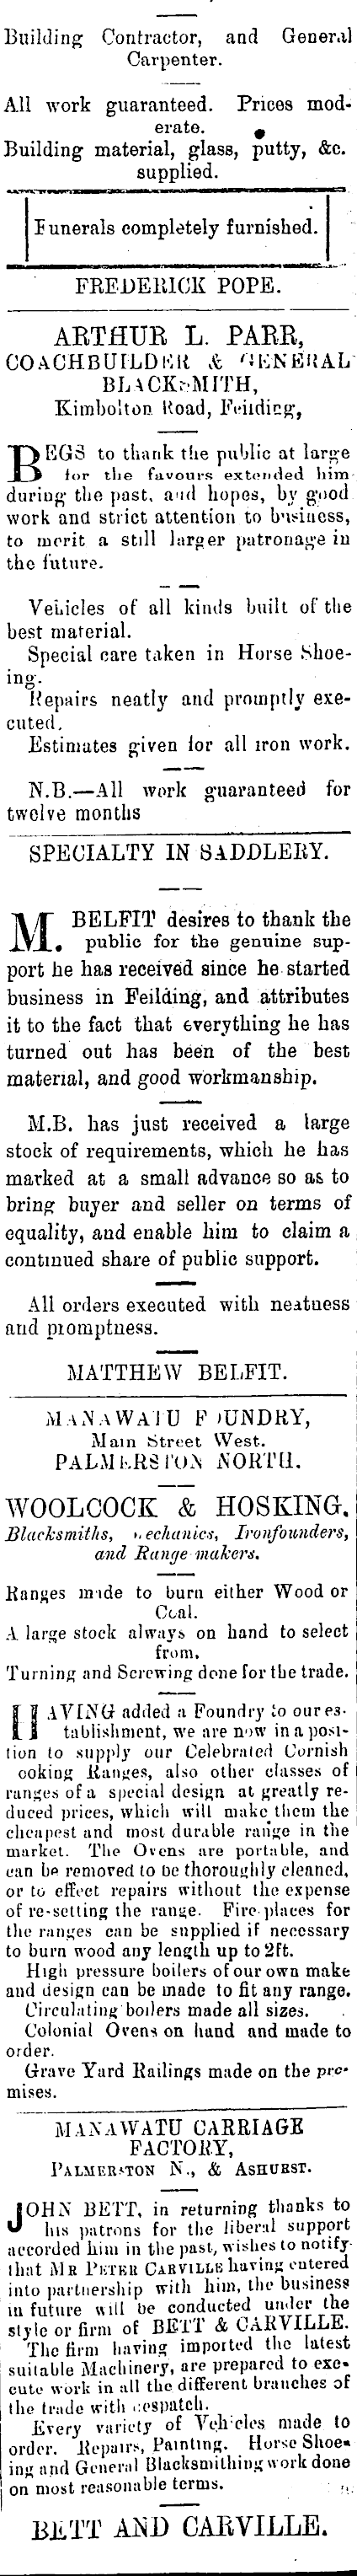 Building Contractor, and General
Carpenter.
All work guaranteed. Prices mod-
erate.
Building material, glass, putty, &c.
supplied.
Funerals completely furnished.
FREDERICK POPE.
ARTHUR L. PARR,
COACHBUILDER & GENERAL
BLACKSMITH,
Kimbolton Road, Feilding,
BEGS to thank the public at large
for the favours extended him
during the past, and hopes, by good
work and strict attention to business,
to merit a still larger patronage in
the future.
Vehicles of all kinds built of the
best material.
Special care taken in Horse Shoe-
ing.
Repairs neatly and promptly exe-
cuted.
Estimates given for all iron work.
N.B.—All work guaranteed for
twelve months
SPECIALTY IN SADDLERY.
M. BELFIT desires to thank the
public for the genuine sup-
port he has received since he started
business in Feilding, and attributes
it to the fact that everything he has
turned out has been of the best
material, and good workmanship.
M.B. has just received a large
stock of requirements, which he has
marked at a small advance so as to
bring buyer and seller on terms of
equality, and enable him to claim a
continued share of public support.
All orders executed with neatness
and promptness.
MATTHEW BELFIT.
MANAWATU FOUNDRY,
Main Street West.
PALMERSTON NORTH.
WOOLCOCK & HOSKING.
Blacksmiths, Mechanics, Ironfounders,
and Range makers.
Ranges made to burn either Wood or
Coal.
A large stock always on hand to select
from.
Turning and Screwing done for the trade.
HAVING added a Foundry to our es-
tablishment, we are now in a posi-
tion to supply our Celebrated Cornish
Cooking Ranges, also other classes of
ranges of a special design at greatly re-
duced prices, which will make them the
cheapest and most durable range in the
market. The Ovens are portable, and
can be removed to be thoroughly cleaned,
or to effect repairs without the expense
of re-setting the range. Fire places for
the ranges can be supplied if necessary
to burn wood any length up to 2ft.
High pressure boilers of our own make
and design can be made to fit any range.
Circulating boilers made all sizes.
Colonial Ovens on hand and made to
order.
Grave Yard Railings made on the pre-
mises.
MANAWATU CARRIAGE
FACTORY,
PALMERSTON N., & ASHURST.
JOHN BETT, in returning thanks to
his patrons for the liberal support
accorded him in the past, wishes to notify
that MR PETER CARVILLE having entered
into partnership with him, the business
in future will be conducted under the
style or firm of BETT & CARVILLE.
The firm having imported the latest
suitable Machinery, are prepared to exe-
cute work in all the different branches of
the trade with despatch.
Every variety of Vehicles made to
order. Repairs, Painting. Horse Shoe-
ing and General Blacksmithing work done
on most reasonable terms.
BETT AND CARVILLE.